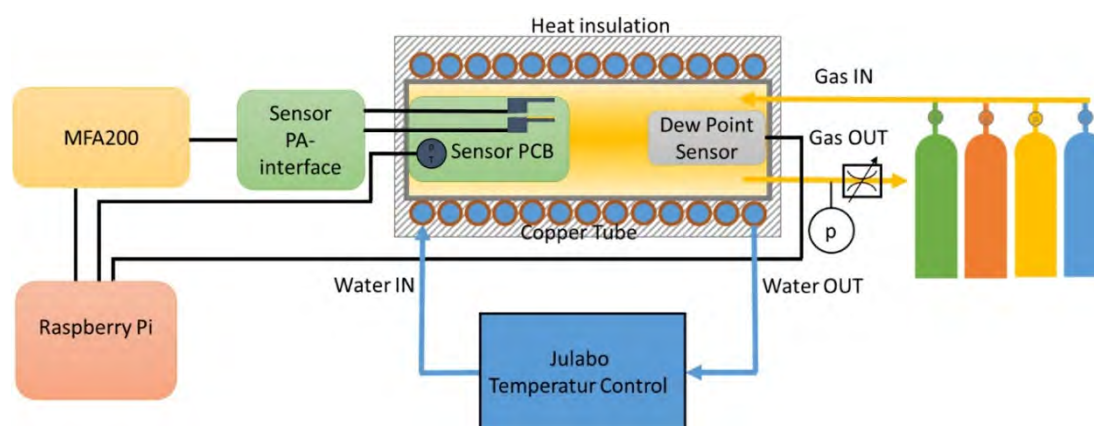 Heat insulation
Gas IN
MFA200
Sensor
PA-
interface
Sensor PCB
Dew Point
Sensor
Gas OUT
p
Copper Tube
Water IN
Water OUT
Raspberry Pi
Julabo
Temperatur Control